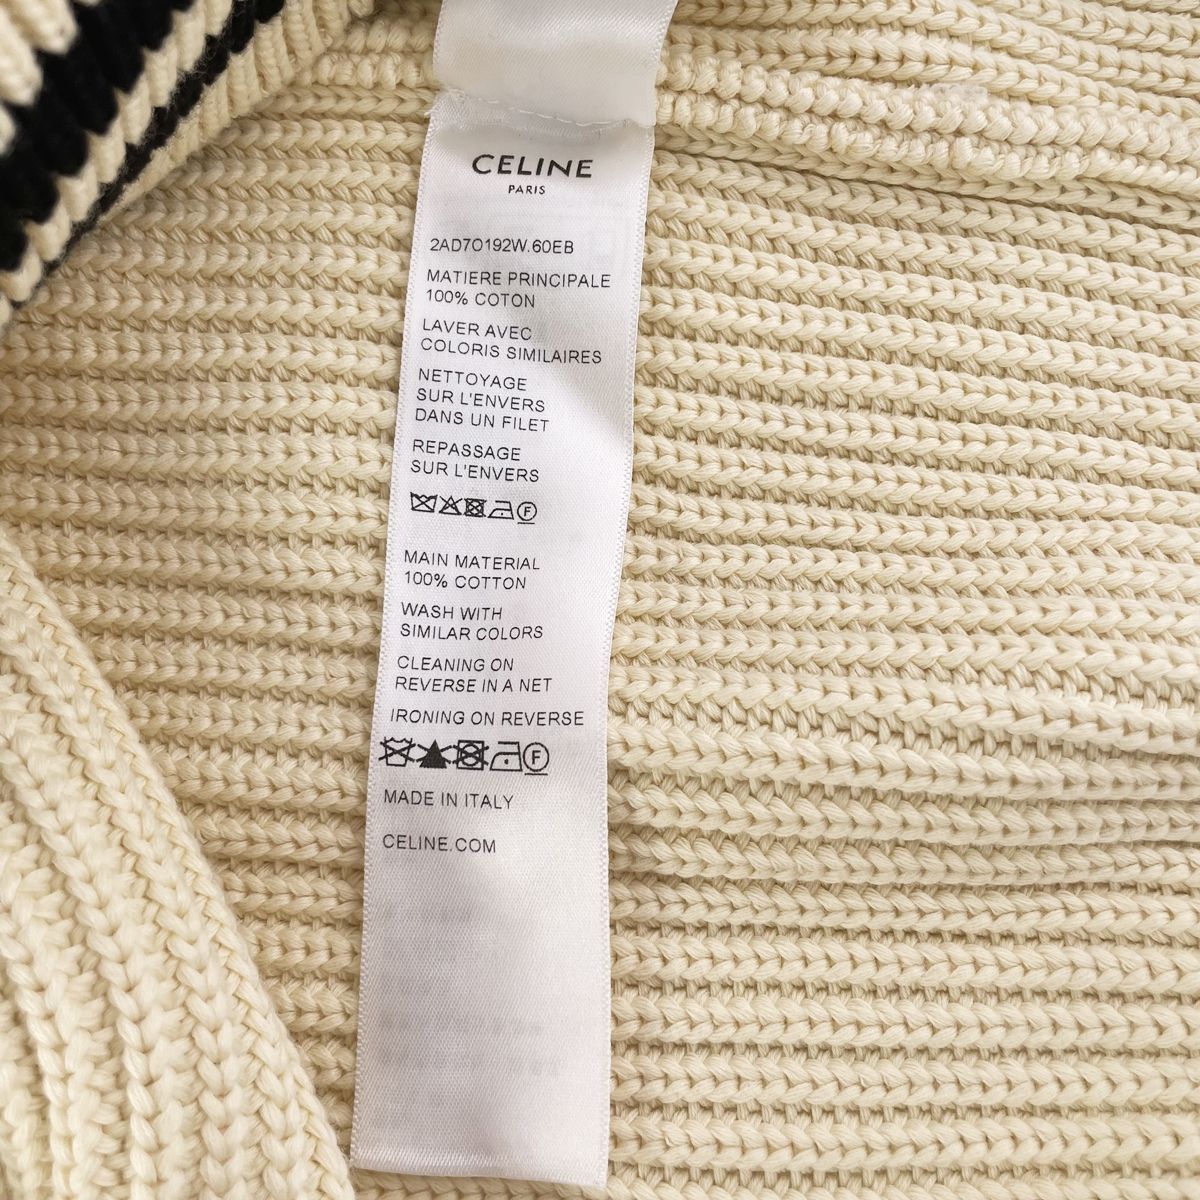 CELINE
PARIS
2AD7O192W.60EB
MATIERE PRINCIPALE
100% COTON
LAVER AVEC
COLORIS SIMILAIRES
NETTOYAGE
SUR L'ENVERS
DANS UN FILET
REPASSAGE
SUR L'ENVERS
F
MAIN MATERIAL
100% COTTON
WASH WITH
SIMILAR COLORS
CLEANING ON
REVERSE IN A NET
IRONING ON REVERSE
F
MADE IN ITALY
CELINE.COM